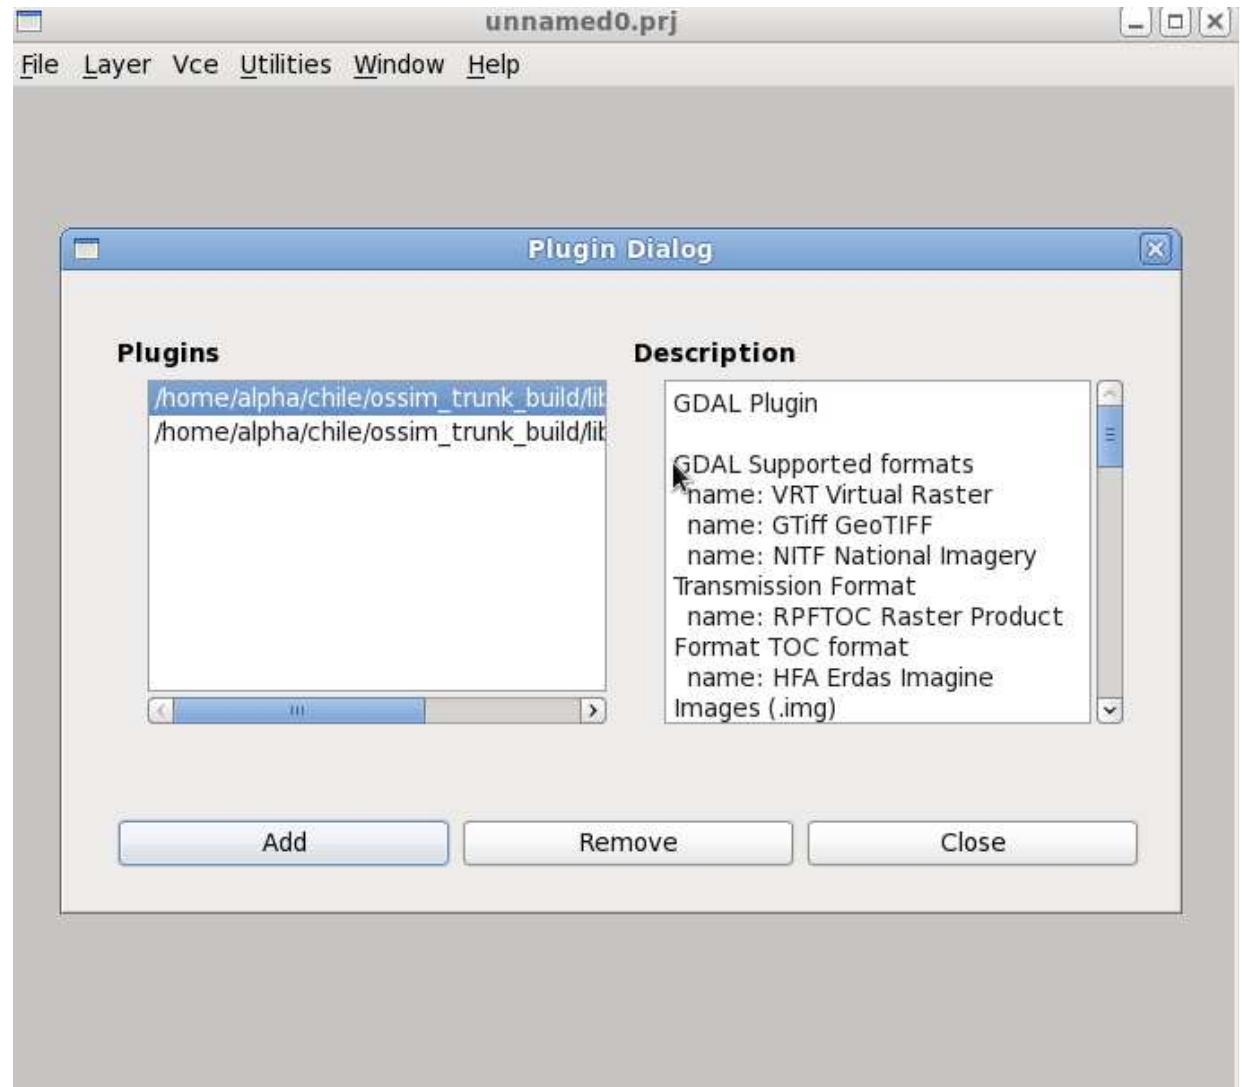 unnamed0.prj
File Layer Vce Utilities Window Help
Plugin Dialog
Plugins
/home/alpha/chile/ossim_trunk_build/lib
/home/alpha/chile/ossim_trunk_build/lib
Description
GDAL Plugin
GDAL Supported formats
name: VRT Virtual Raster
name: GTiff GeoTIFF
name: NITF National Imagery
Transmission Format
name: RPFTOC Raster Product
Format TOC format
name: HFA Erdas Imagine
Images (.img)
Add Remove Close